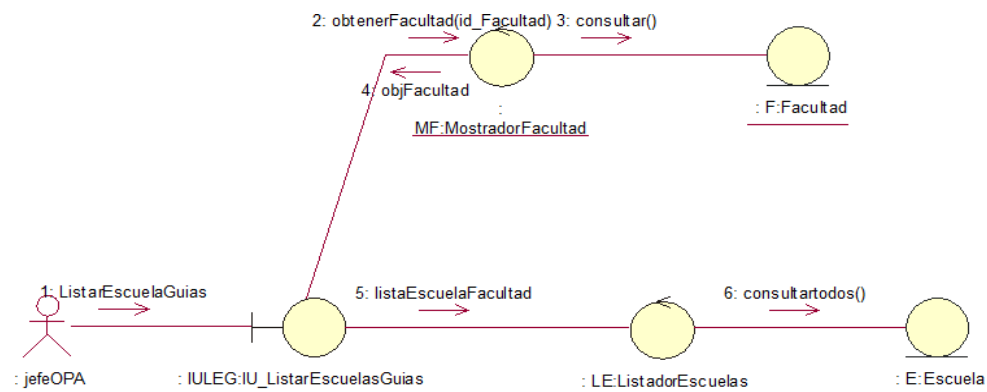 2: obtenerFacultad(id_Facultad) 3: consultar()
4: objFacultad
:
MF:MostradorFacultad
: F:Facultad
1: ListarEscuelaGuias
5: listaEscuelaFacultad
6: consultartodos()
: jefeOPA
: IULEG:IU_ListarEscuelasGuias
: LE:ListadorEscuelas
: E:Escuela